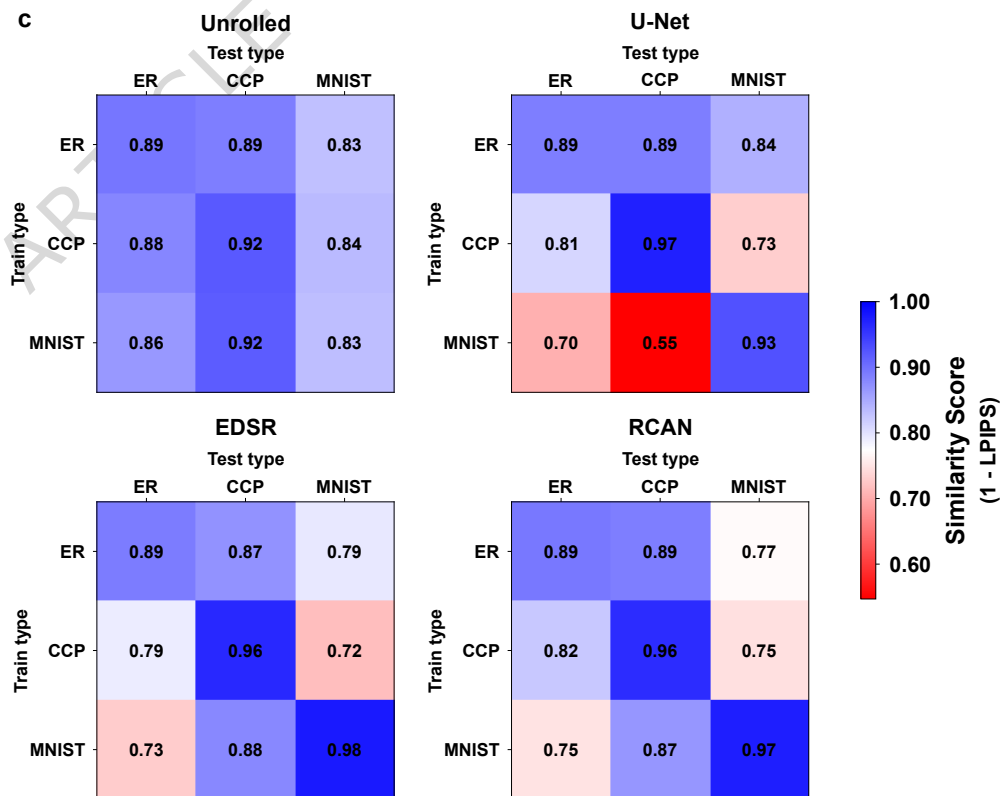 c
Unrolled
Test type
ER CCP MNIST
Train type
ER 0.89 0.89 0.83
CCP 0.88 0.92 0.84
MNIST 0.86 0.92 0.83
U-Net
Test type
ER CCP MNIST
Train type
ER 0.89 0.89 0.84
CCP 0.81 0.97 0.73
MNIST 0.70 0.55 0.93
EDSR
Test type
ER CCP MNIST
Train type
ER 0.89 0.87 0.79
CCP 0.79 0.96 0.72
MNIST 0.73 0.88 0.98
RCAN
Test type
ER CCP MNIST
Train type
ER 0.89 0.89 0.77
CCP 0.82 0.96 0.75
MNIST 0.75 0.87 0.97
1.00
0.90
0.80
0.70
0.60
Similarity Score
(1 - LPIPS)